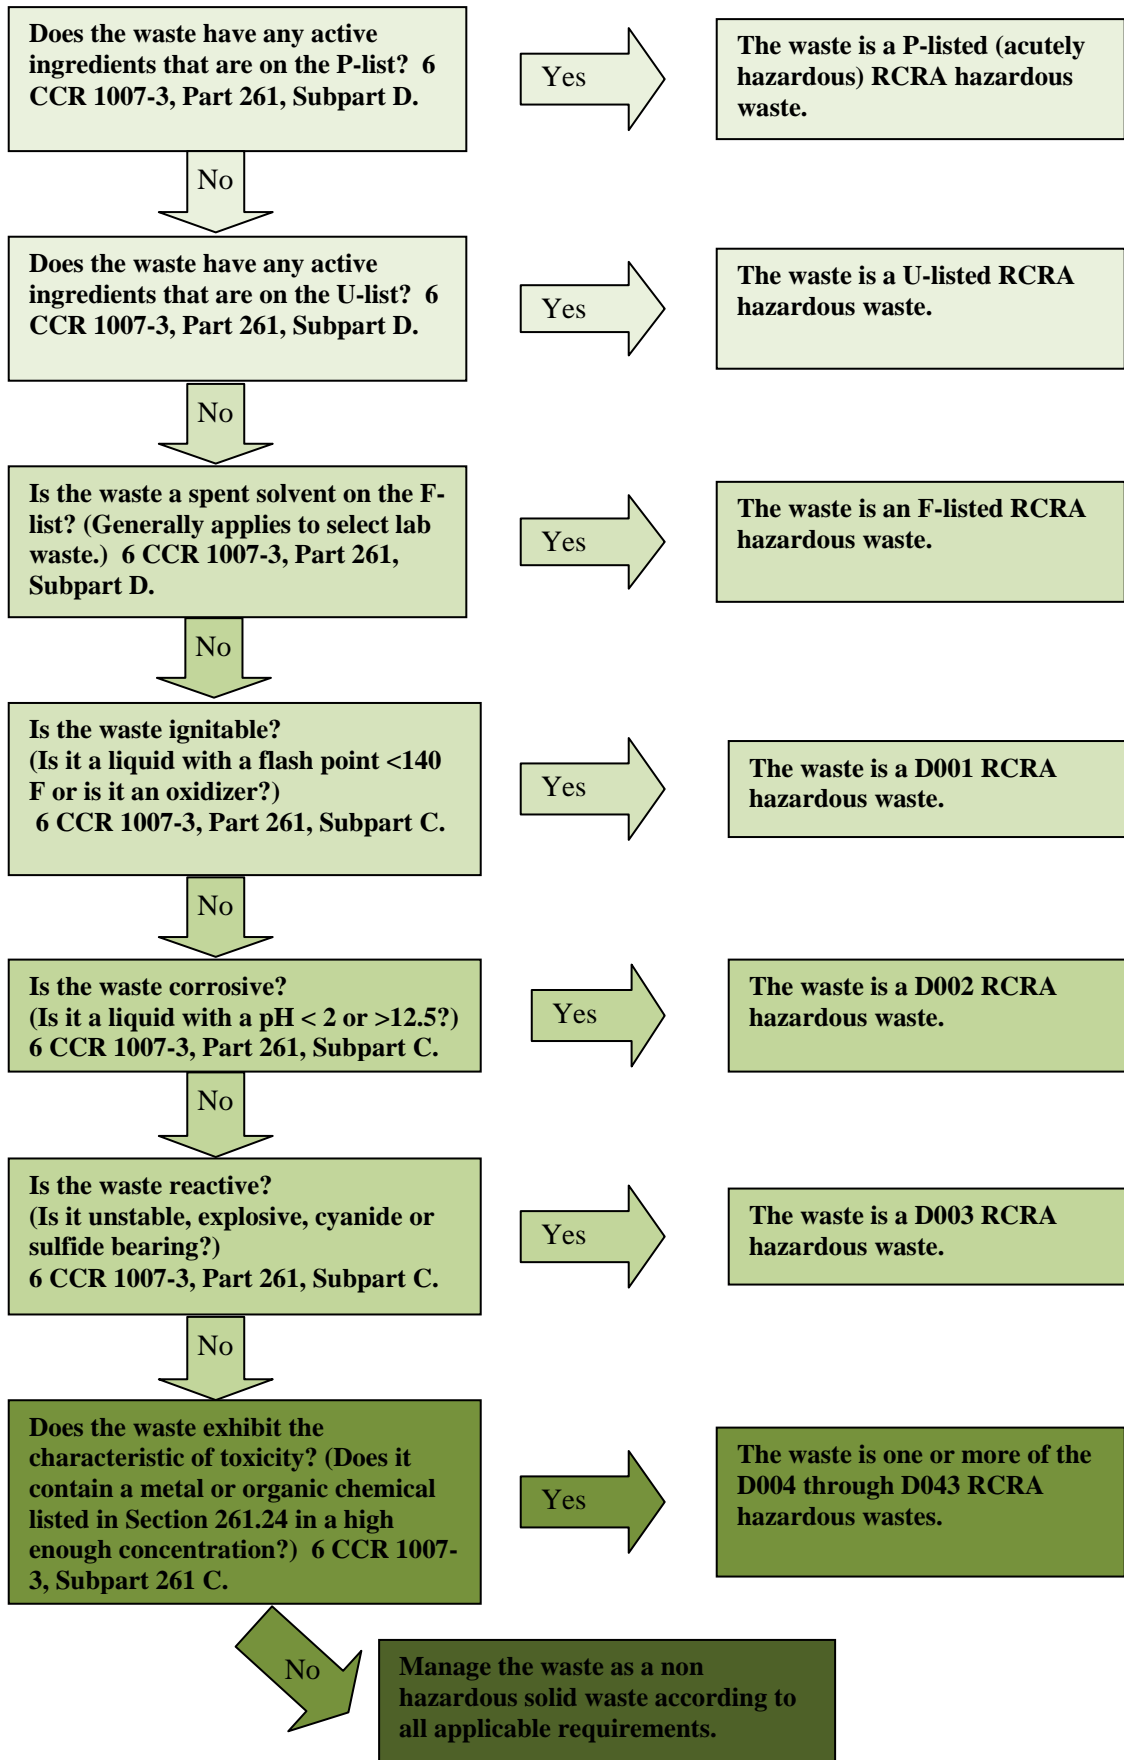 Does the waste have any active
ingredients that are on the P-list?  6
CCR 1007-3, Part 261, Subpart D.
Yes
The waste is a P-listed (acutely
hazardous) RCRA hazardous
waste.
No
Does the waste have any active
ingredients that are on the U-list?  6
CCR 1007-3, Part 261, Subpart D.
Yes
The waste is a U-listed RCRA
hazardous waste.
No
Is the waste a spent solvent on the F-
list? (Generally applies to select lab
waste.)  6 CCR 1007-3, Part 261,
Subpart D.
Yes
The waste is an F-listed RCRA
hazardous waste.
No
Is the waste ignitable?
(Is it a liquid with a flash point <140
F or is it an oxidizer?)
6 CCR 1007-3, Part 261, Subpart C.
Yes
The waste is a D001 RCRA
hazardous waste.
No
Is the waste corrosive?
(Is it a liquid with a pH < 2 or >12.5?)
6 CCR 1007-3, Part 261, Subpart C.
Yes
The waste is a D002 RCRA
hazardous waste.
No
Is the waste reactive?
(Is it unstable, explosive, cyanide or
sulfide bearing?)
6 CCR 1007-3, Part 261, Subpart C.
Yes
The waste is a D003 RCRA
hazardous waste.
No
Does the waste exhibit the
characteristic of toxicity? (Does it
contain a metal or organic chemical
listed in Section 261.24 in a high
enough concentration?)  6 CCR 1007-
3, Subpart 261 C.
Yes
The waste is one or more of the
D004 through D043 RCRA
hazardous wastes.
No
Manage the waste as a non
hazardous solid waste according to
all applicable requirements.